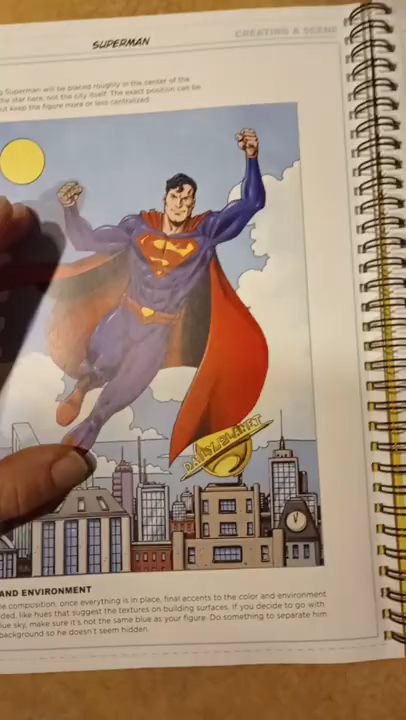 SUPERMAN
CREATING A SCENE
g Superman will be placed roughly in the center of the
the star here, not the city itself. The exact position can be
ut keep the figure more or less centralized.
DAILY PLANET
AND ENVIRONMENT
he composition, once everything is in place, final accents to the color and environment
ded, like hues that suggest the textures on building surfaces. If you decide to go with
lue sky, make sure it's not the same blue as your figure. Do something to separate him
background so he doesn't seem hidden.